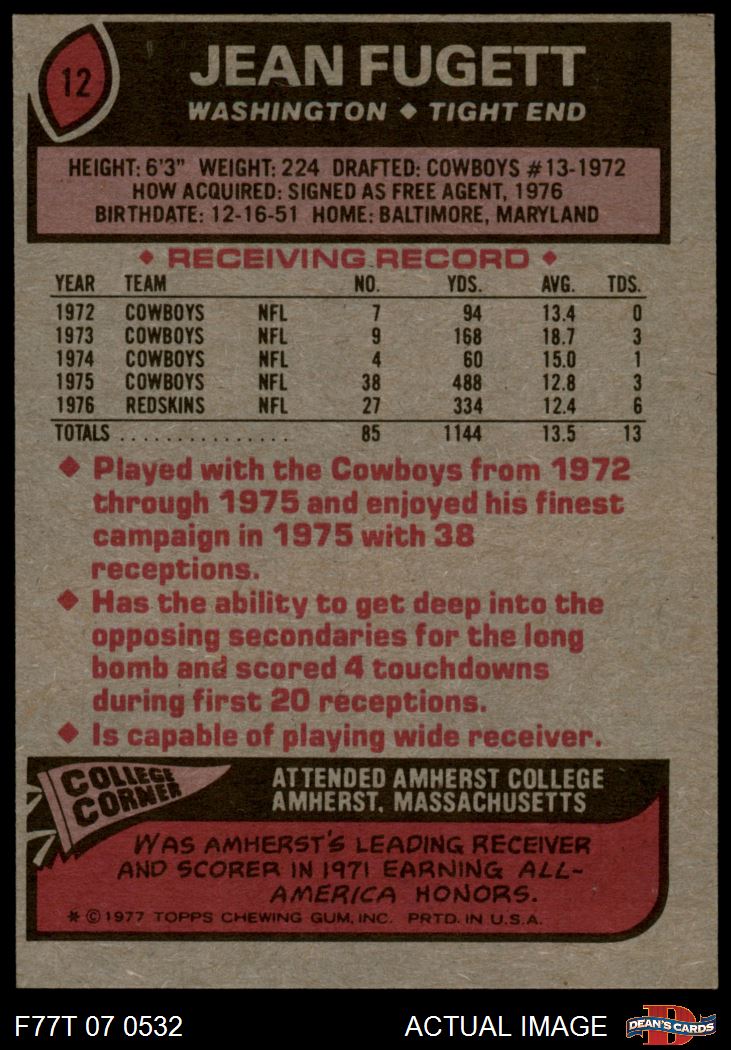 12
JEAN FUGETT
WASHINGTON ◆ TIGHT END
HEIGHT: 6'3" WEIGHT: 224 DRAFTED: COWBOYS #13-1972
HOW ACQUIRED: SIGNED AS FREE AGENT, 1976
BIRTHDATE: 12-16-51 HOME: BALTIMORE, MARYLAND
◆ RECEIVING RECORD ◆
YEAR TEAM NO. YDS. AVG. TDS.
1972 COWBOYS NFL 7 94 13.4 0
1973 COWBOYS NFL 9 168 18.7 3
1974 COWBOYS NFL 4 60 15.0 1
1975 COWBOYS NFL 38 488 12.8 3
1976 REDSKINS NFL 27 334 12.4 6
TOTALS . . . . . . . . . . . . . . . 85 1144 13.5 13
◆ Played with the Cowboys from 1972
through 1975 and enjoyed his finest
campaign in 1975 with 38
receptions.
◆ Has the ability to get deep into the
opposing secondaries for the long
bomb and scored 4 touchdowns
during first 20 receptions.
◆ Is capable of playing wide receiver.
COLLEGE
CORNER
ATTENDED AMHERST COLLEGE
AMHERST, MASSACHUSETTS
WAS AMHERST'S LEADING RECEIVER
AND SCORER IN 1971 EARNING ALL-
AMERICA HONORS.
* © 1977 TOPPS CHEWING GUM, INC. PRTD. IN U.S.A.
F77T 07 0532
ACTUAL IMAGE
D
DEAN'S CARDS